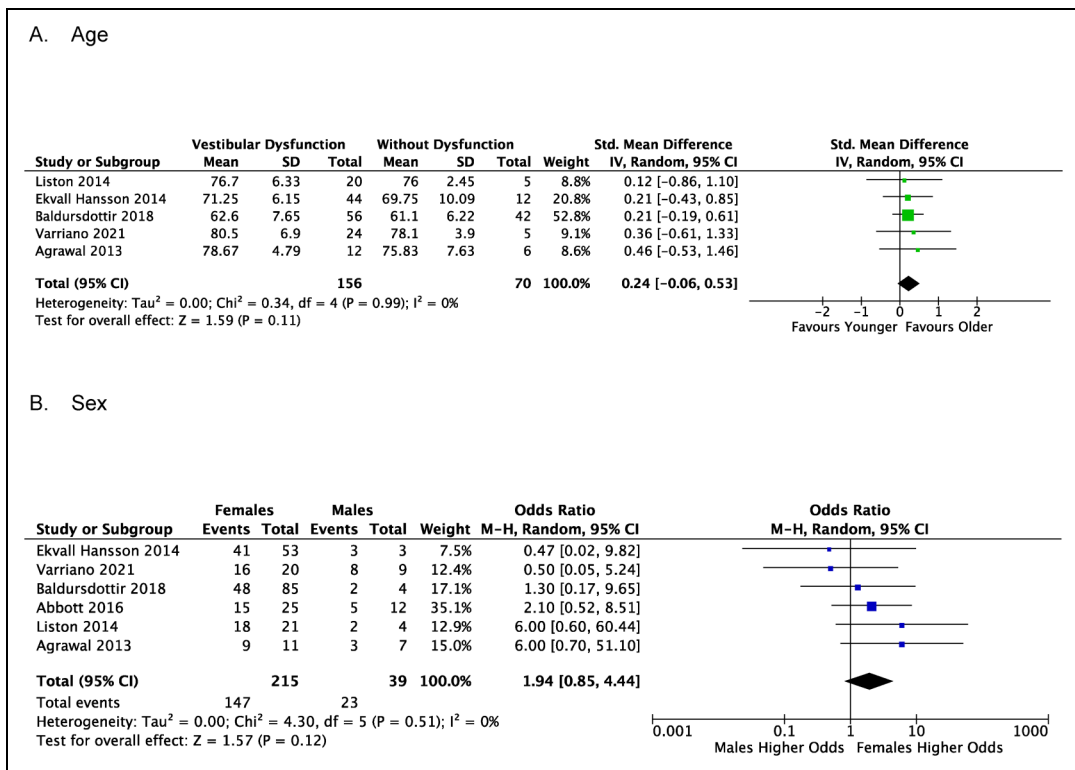 A. Age
Vestibular Dysfunction Without Dysfunction Std. Mean Difference Std. Mean Difference
Study or Subgroup Mean SD Total Mean SD Total Weight IV, Random, 95% CI IV, Random, 95% CI
Liston 2014 76.7 6.33 20 76 2.45 5 8.8% 0.12 [-0.86, 1.10]
Ekvall Hansson 2014 71.25 6.15 44 69.75 10.09 12 20.8% 0.21 [-0.43, 0.85]
Baldursdottir 2018 62.6 7.65 56 61.1 6.22 42 52.8% 0.21 [-0.19, 0.61]
Varriano 2021 80.5 6.9 24 78.1 3.9 5 9.1% 0.36 [-0.61, 1.33]
Agrawal 2013 78.67 4.79 12 75.83 7.63 6 8.6% 0.46 [-0.53, 1.46]
Total (95% CI) 156 70 100.0% 0.24 [-0.06, 0.53]
Heterogeneity: Tau² = 0.00; Chi² = 0.34, df = 4 (P = 0.99); I² = 0%
Test for overall effect: Z = 1.59 (P = 0.11)
-2 -1 0 1 2
Favours Younger Favours Older
B. Sex
Females Males Odds Ratio Odds Ratio
Study or Subgroup Events Total Events Total Weight M-H, Random, 95% CI M-H, Random, 95% CI
Ekvall Hansson 2014 41 53 3 3 7.5% 0.47 [0.02, 9.82]
Varriano 2021 16 20 8 9 12.4% 0.50 [0.05, 5.24]
Baldursdottir 2018 48 85 2 4 17.1% 1.30 [0.17, 9.65]
Abbott 2016 15 25 5 12 35.1% 2.10 [0.52, 8.51]
Liston 2014 18 21 2 4 12.9% 6.00 [0.60, 60.44]
Agrawal 2013 9 11 3 7 15.0% 6.00 [0.70, 51.10]
Total (95% CI) 215 39 100.0% 1.94 [0.85, 4.44]
Total events 147 23
Heterogeneity: Tau² = 0.00; Chi² = 4.30, df = 5 (P = 0.51); I² = 0%
Test for overall effect: Z = 1.57 (P = 0.12)
0.001 0.1 1 10 1000
Males Higher Odds Females Higher Odds